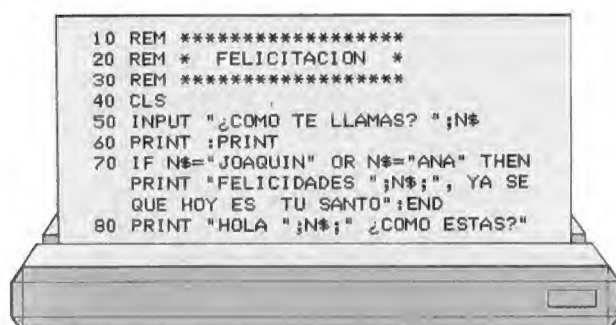 10 REM ******************
20 REM *  FELICITACION  *
30 REM ******************
40 CLS
50 INPUT "¿COMO TE LLAMAS? ";N$
60 PRINT :PRINT
70 IF N$="JOAQUIN" OR N$="ANA" THEN
PRINT "FELICIDADES ";N$;", YA SE
QUE HOY ES  TU SANTO":END
80 PRINT "HOLA ";N$;" ¿COMO ESTAS?"